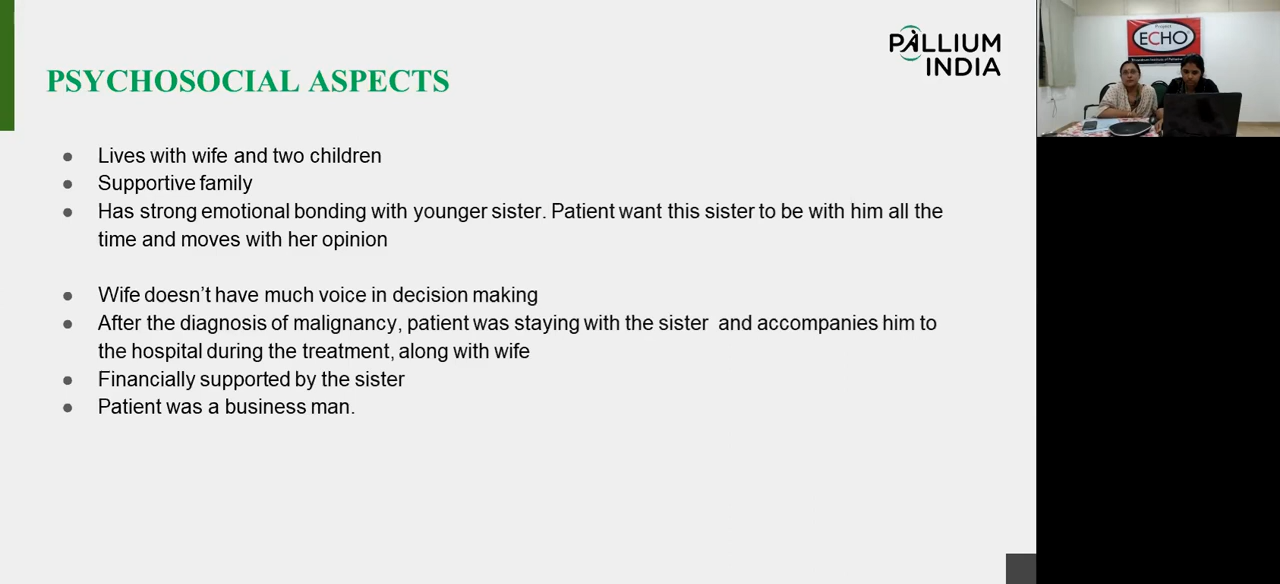 PALLIUM
INDIA
PSYCHOSOCIAL ASPECTS
● Lives with wife and two children
● Supportive family
● Has strong emotional bonding with younger sister. Patient want this sister to be with him all the
time and moves with her opinion
● Wife doesn’t have much voice in decision making
● After the diagnosis of malignancy, patient was staying with the sister and accompanies him to
the hospital during the treatment, along with wife
● Financially supported by the sister
● Patient was a business man.
Project
ECHO
Institute of